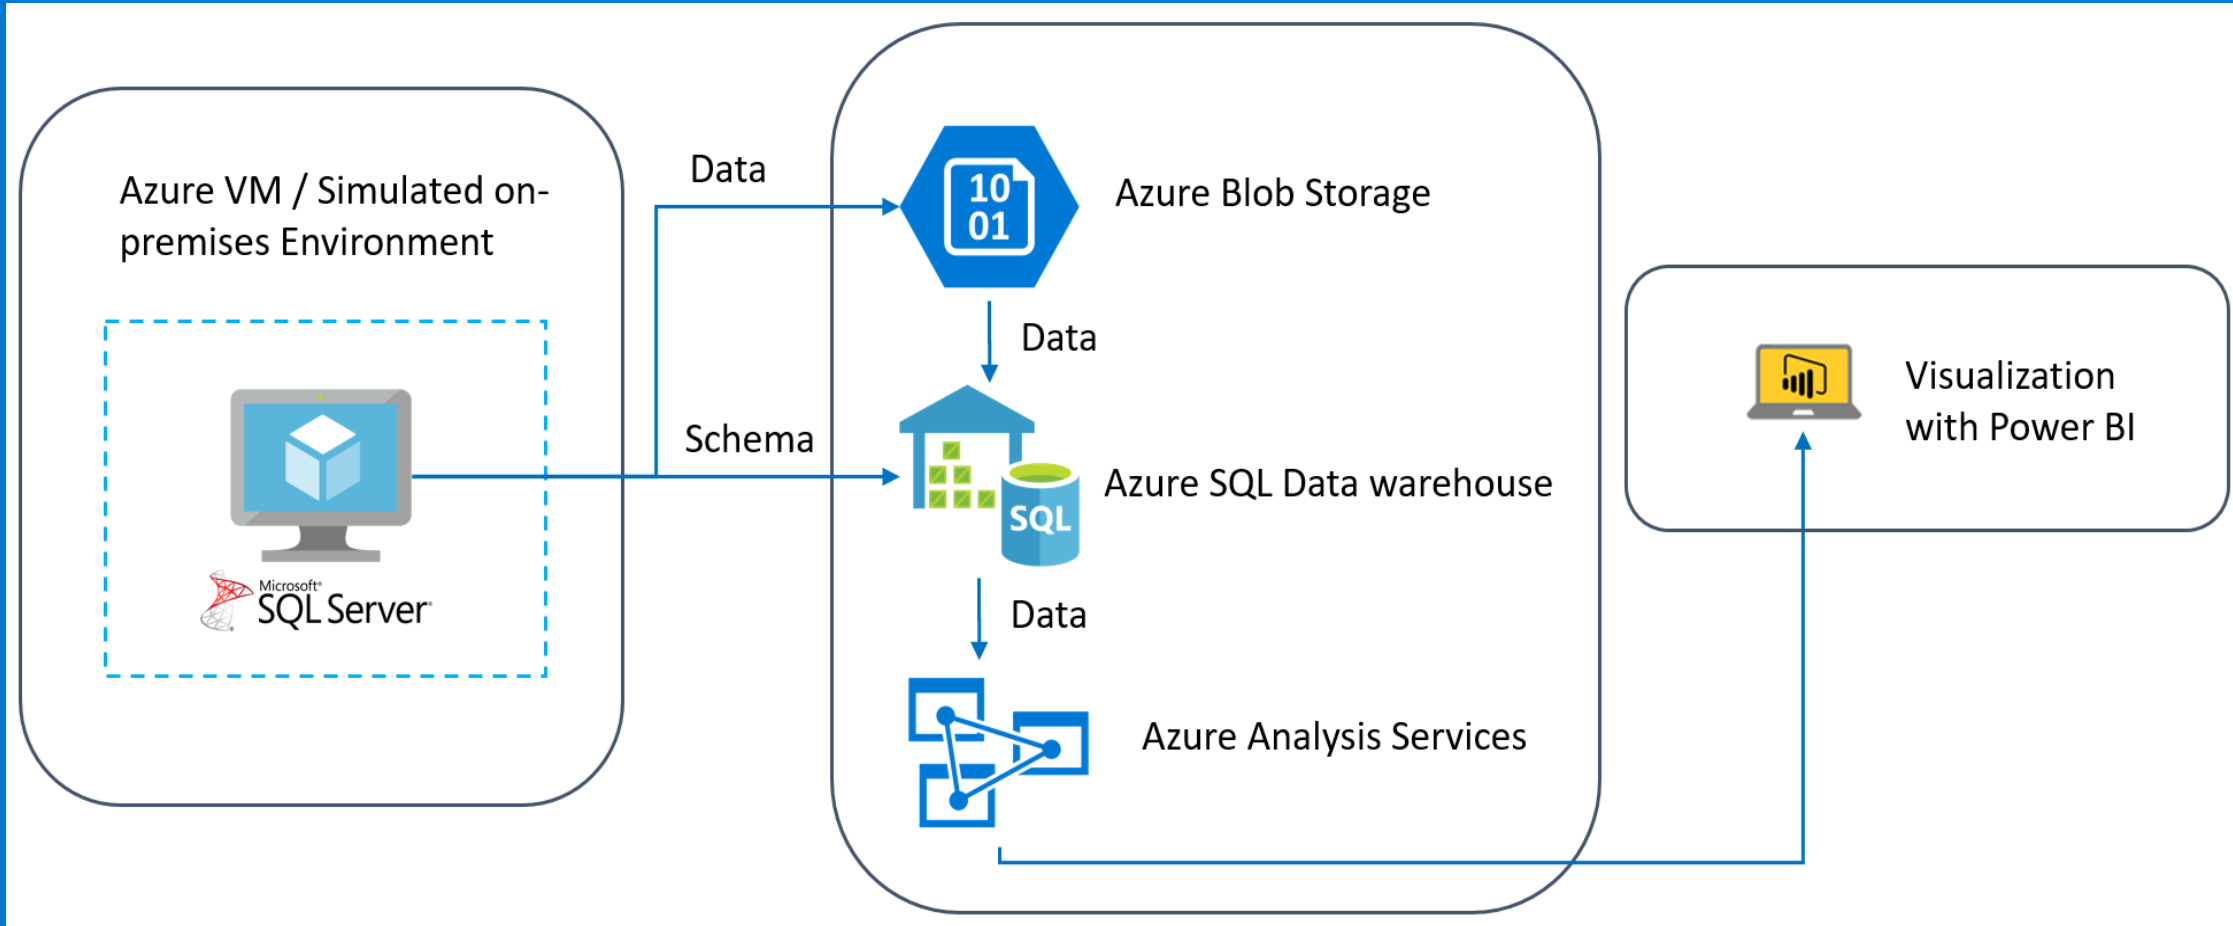 Azure VM / Simulated on-
premises Environment
Microsoft®
SQL Server®
Data
Schema
10
01
Azure Blob Storage
Data
SQL
Azure SQL Data warehouse
Data
Azure Analysis Services
Visualization
with Power BI